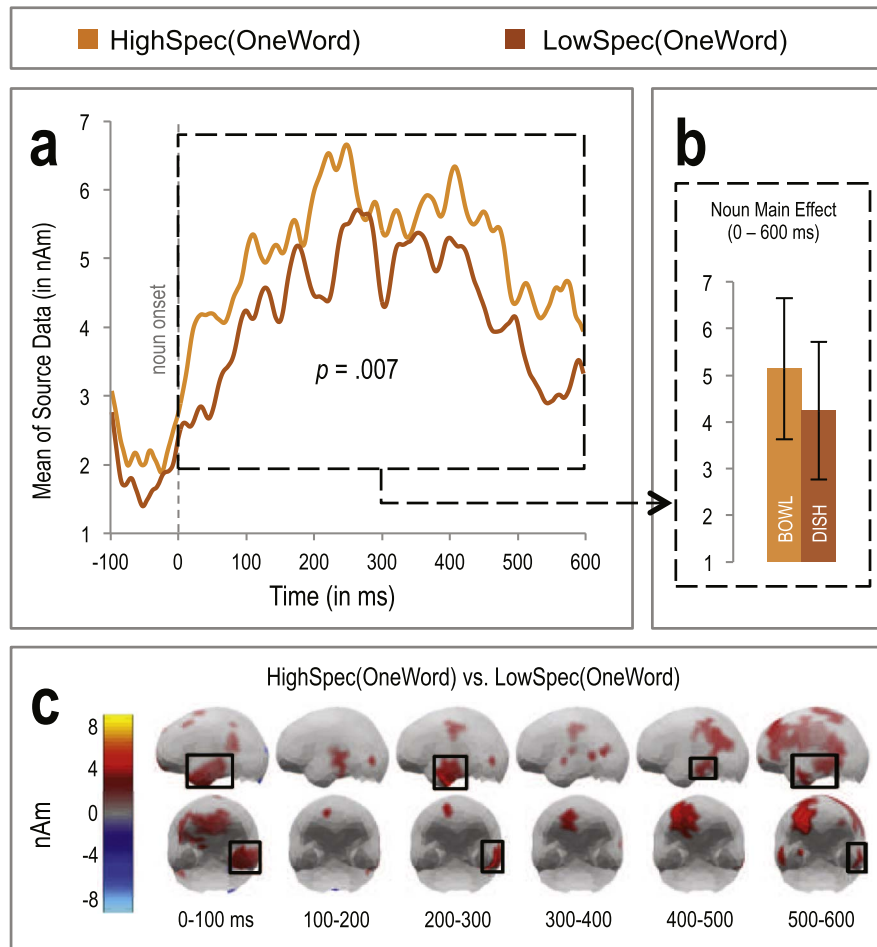 HighSpec(OneWord) LowSpec(OneWord)
a
7
6
5
4
3
2
1
Mean of Source Data (in nAm)
noun onset
p = .007
-100 0 100 200 300 400 500 600
Time (in ms)
b
Noun Main Effect
(0 – 600 ms)
7
6
5
4
3
2
1
BOWL
DISH
c
HighSpec(OneWord) vs. LowSpec(OneWord)
nAm
8
4
0
-4
-8
0-100 ms 100-200 200-300 300-400 400-500 500-600